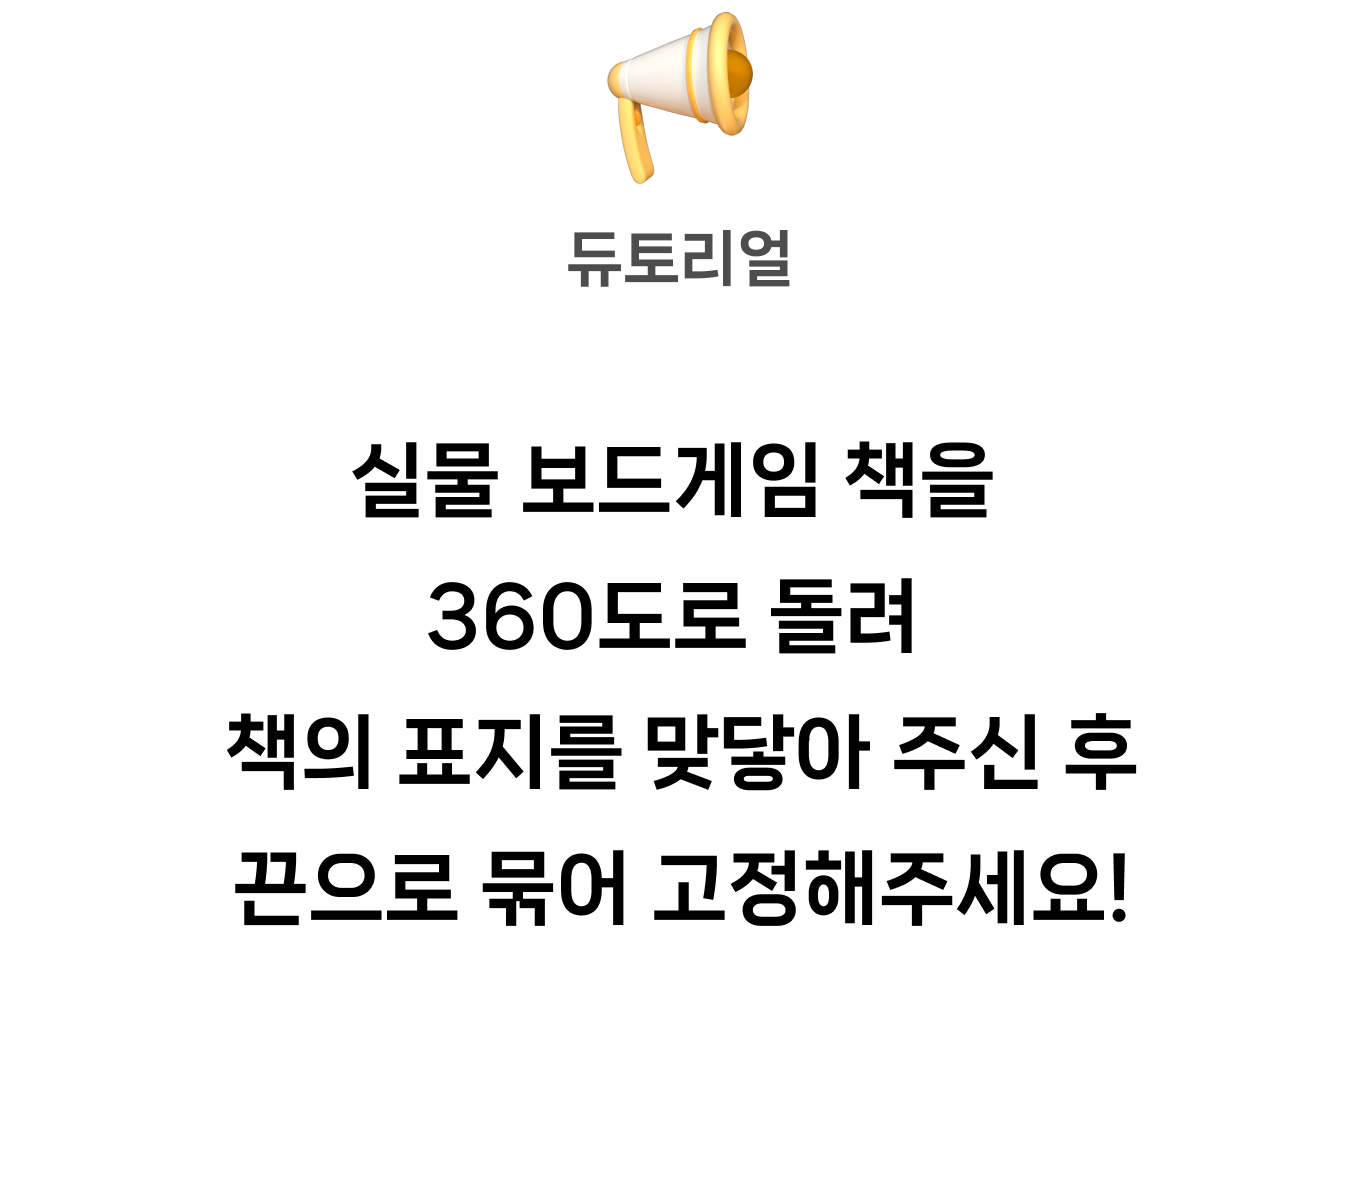 듀토리얼
실물 보드게임 책을
360도로 돌려
책의 표지를 맞닿아 주신 후
끈으로 묶어 고정해주세요!